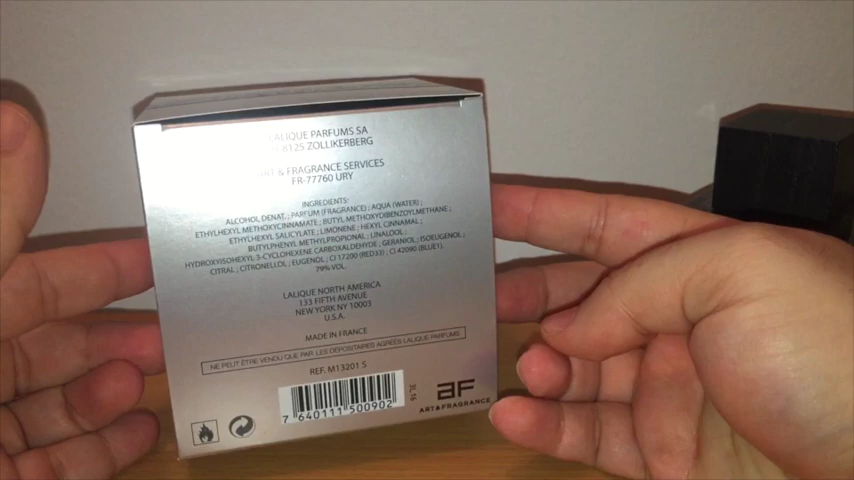 LALIQUE PARFUMS SA
8125 ZOLLIKERBERG
ART & FRAGRANCE SERVICES
FR-77760 URY
INGREDIENTS:
ALCOHOL DENAT.; PARFUM (FRAGRANCE) ; AQUA (WATER) ;
ETHYLHEXYL METHOXYCINNAMATE ; BUTYL METHOXYDIBENZOYLMETHANE ;
ETHYLHEXYL SALICYLATE ; LIMONENE ; HEXYL CINNAMAL ;
BUTYLPHENYL METHYLPROPIONAL ; LINALOOL ;
HYDROXYISOHEXYL 3-CYCLOHEXENE CARBOXALDEHYDE ; GERANIOL ; ISOEUGENOL ;
CITRAL ; CITRONELLOL ; EUGENOL ; CI 17200 (RED33) ; CI 42090 (BLUE1).
79% VOL.
LALIQUE NORTH AMERICA
133 FIFTH AVENUE
NEW YORK NY 10003
U.S.A.
MADE IN FRANCE
NE PEUT ÊTRE VENDU QUE PAR LES DÉPOSITAIRES AGRÉÉS LALIQUE PARFUMS
REF. M13201 S
7 640111 500902
AF
ART&FRAGRANCE